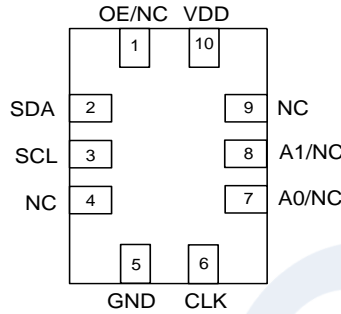 OE/NC VDD
1 10
SDA 2 9 NC
SCL 3 8 A1/NC
NC 4 7 A0/NC
5 6
GND CLK